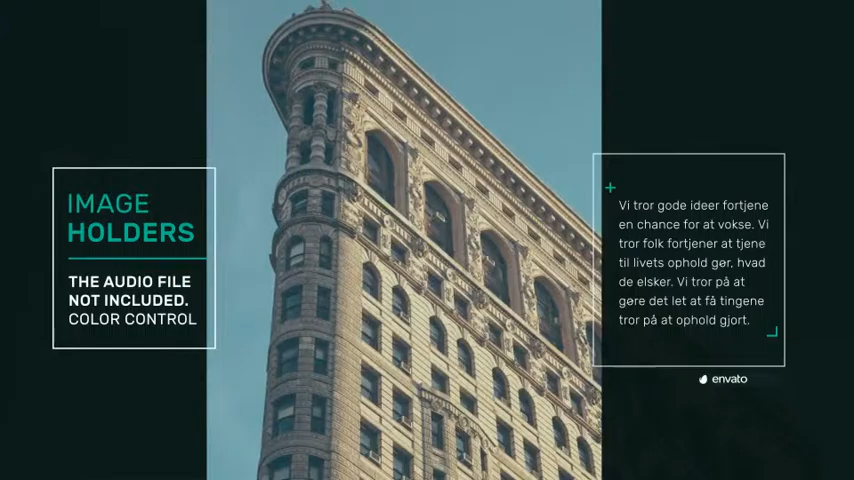 IMAGE
HOLDERS
THE AUDIO FILE
NOT INCLUDED.
COLOR CONTROL
Vi tror gode ideer fortjene
en chance for at vokse. Vi
tror folk fortjener at tjene
til livets ophold gør, hvad
de elsker. Vi tror på at
gøre det let at få tingene
tror på at ophold gjort.
envato